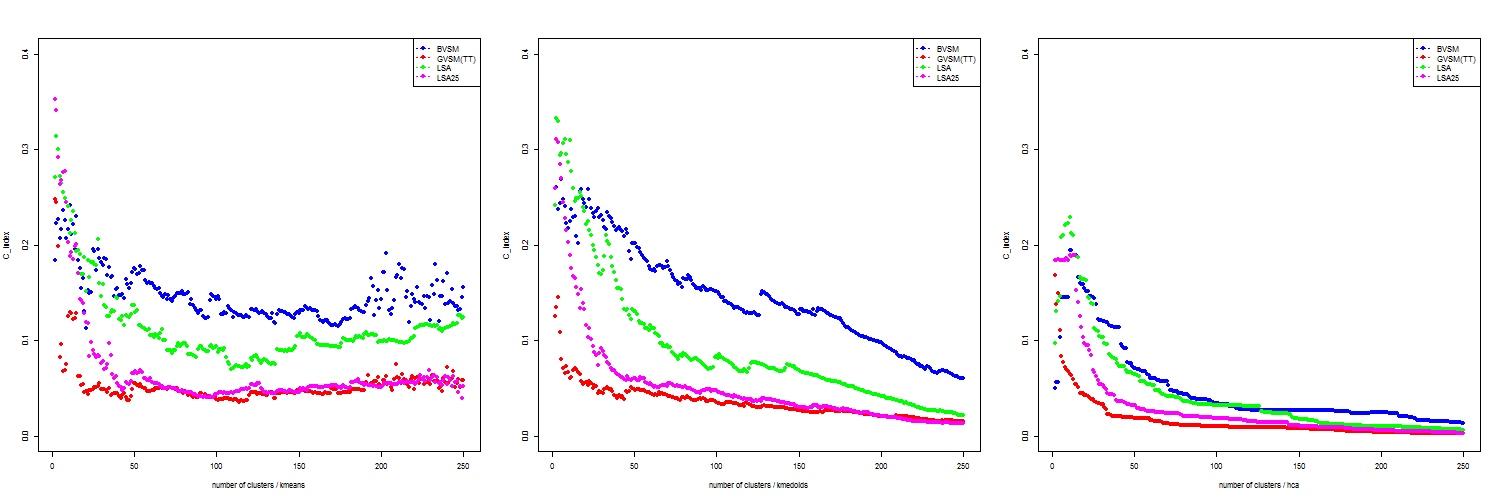 C_Index
0.0 0.1 0.2 0.3 0.4
BVSM
GVSM(TT)
LSA
LSA25
0 50 100 150 200 250
number of clusters / kmeans
C_Index
0.0 0.1 0.2 0.3 0.4
BVSM
GVSM(TT)
LSA
LSA25
0 50 100 150 200 250
number of clusters / kmedoids
C_Index
0.0 0.1 0.2 0.3 0.4
BVSM
GVSM(TT)
LSA
LSA25
0 50 100 150 200 250
number of clusters / hca